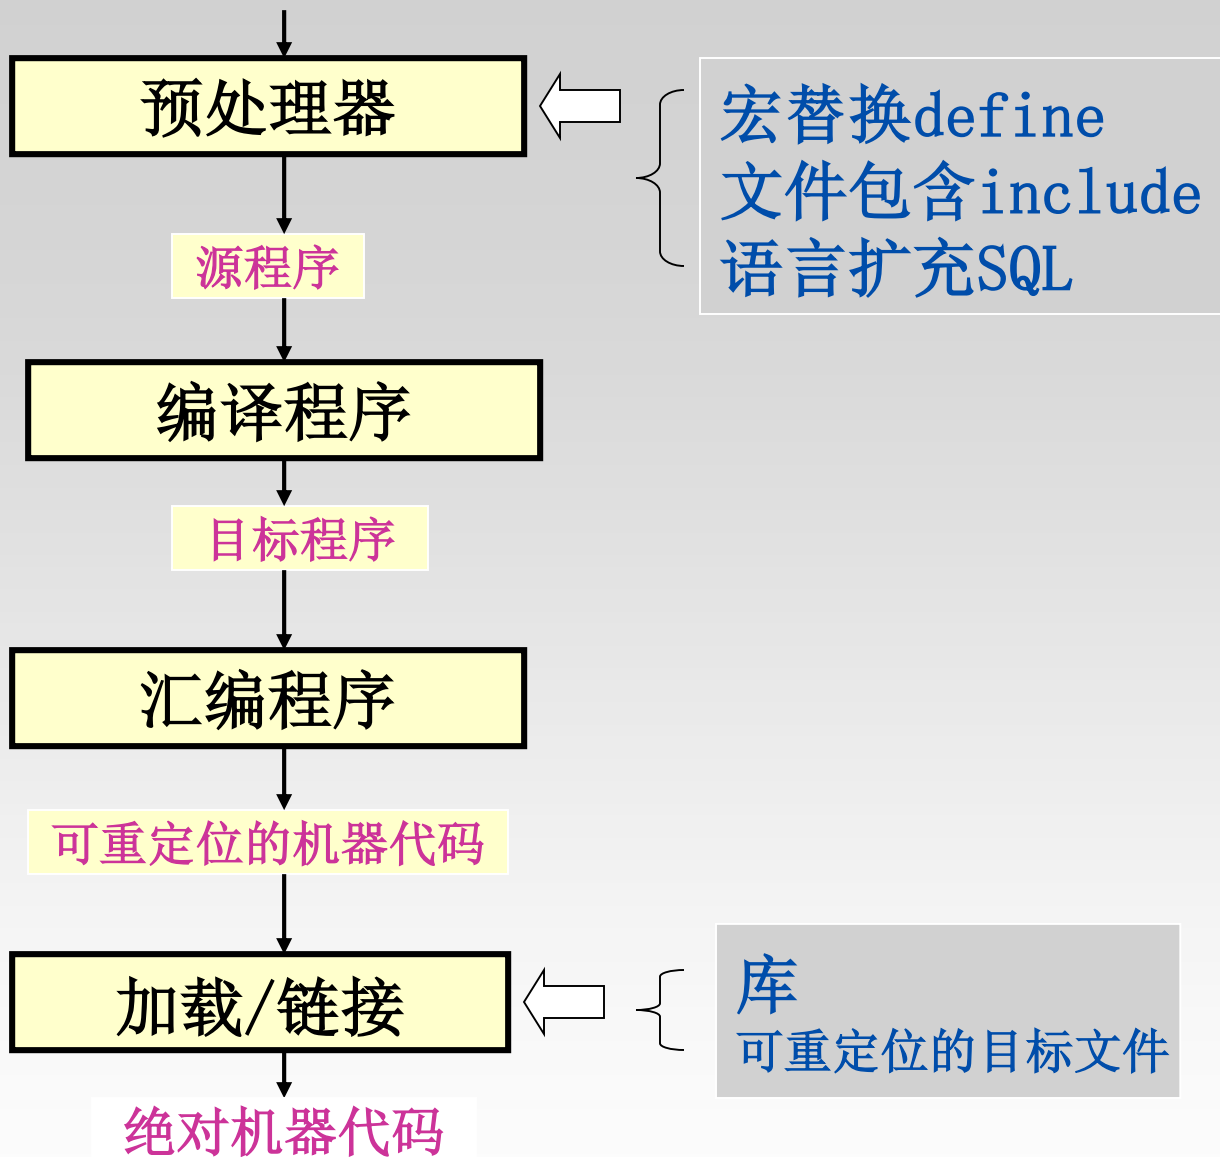 预处理器
宏替换define
文件包含include
语言扩充SQL
源程序
编译程序
目标程序
汇编程序
可重定位的机器代码
加载/链接
库
可重定位的目标文件
绝对机器代码